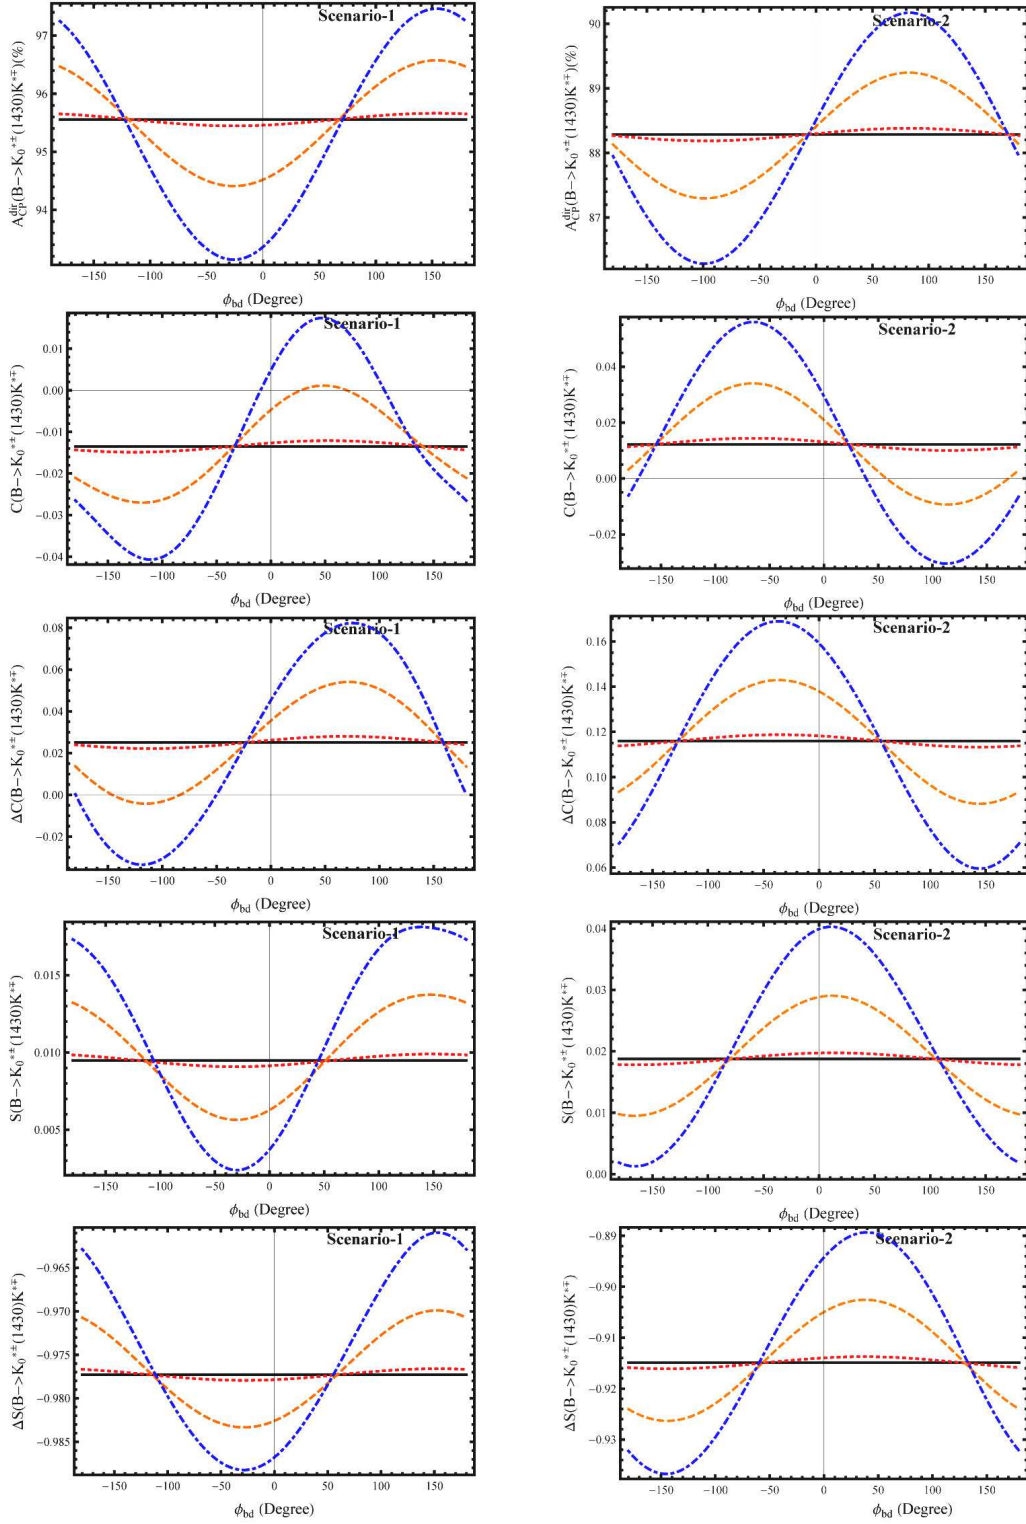 Scenario-1
A_CP^dir(B->K_0^*±(1430)K^*∓)(%)
97
96
95
94
−150 −100 −50 0 50 100 150
ϕ_bd (Degree)
Scenario-2
A_CP^dir(B->K_0^*±(1430)K^*∓)(%)
90
89
88
87
−150 −100 −50 0 50 100 150
ϕ_bd (Degree)
Scenario-1
C(B->K_0^*±(1430)K^*∓)
0.01
0.00
−0.01
−0.02
−0.03
−0.04
−150 −100 −50 0 50 100 150
ϕ_bd (Degree)
Scenario-2
C(B->K_0^*±(1430)K^*∓)
0.04
0.02
0.00
−0.02
−150 −100 −50 0 50 100 150
ϕ_bd (Degree)
Scenario-1
ΔC(B->K_0^*±(1430)K^*∓)
0.08
0.06
0.04
0.02
0.00
−0.02
−150 −100 −50 0 50 100 150
ϕ_bd (Degree)
Scenario-2
ΔC(B->K_0^*±(1430)K^*∓)
0.16
0.14
0.12
0.10
0.08
0.06
−150 −100 −50 0 50 100 150
ϕ_bd (Degree)
Scenario-1
S(B->K_0^*±(1430)K^*∓)
0.015
0.010
0.005
−150 −100 −50 0 50 100 150
ϕ_bd (Degree)
Scenario-2
S(B->K_0^*±(1430)K^*∓)
0.04
0.03
0.02
0.01
0.00
−150 −100 −50 0 50 100 150
ϕ_bd (Degree)
Scenario-1
ΔS(B->K_0^*±(1430)K^*∓)
−0.965
−0.970
−0.975
−0.980
−0.985
−150 −100 −50 0 50 100 150
ϕ_bd (Degree)
Scenario-2
ΔS(B->K_0^*±(1430)K^*∓)
−0.89
−0.90
−0.91
−0.92
−0.93
−150 −100 −50 0 50 100 150
ϕ_bd (Degree)